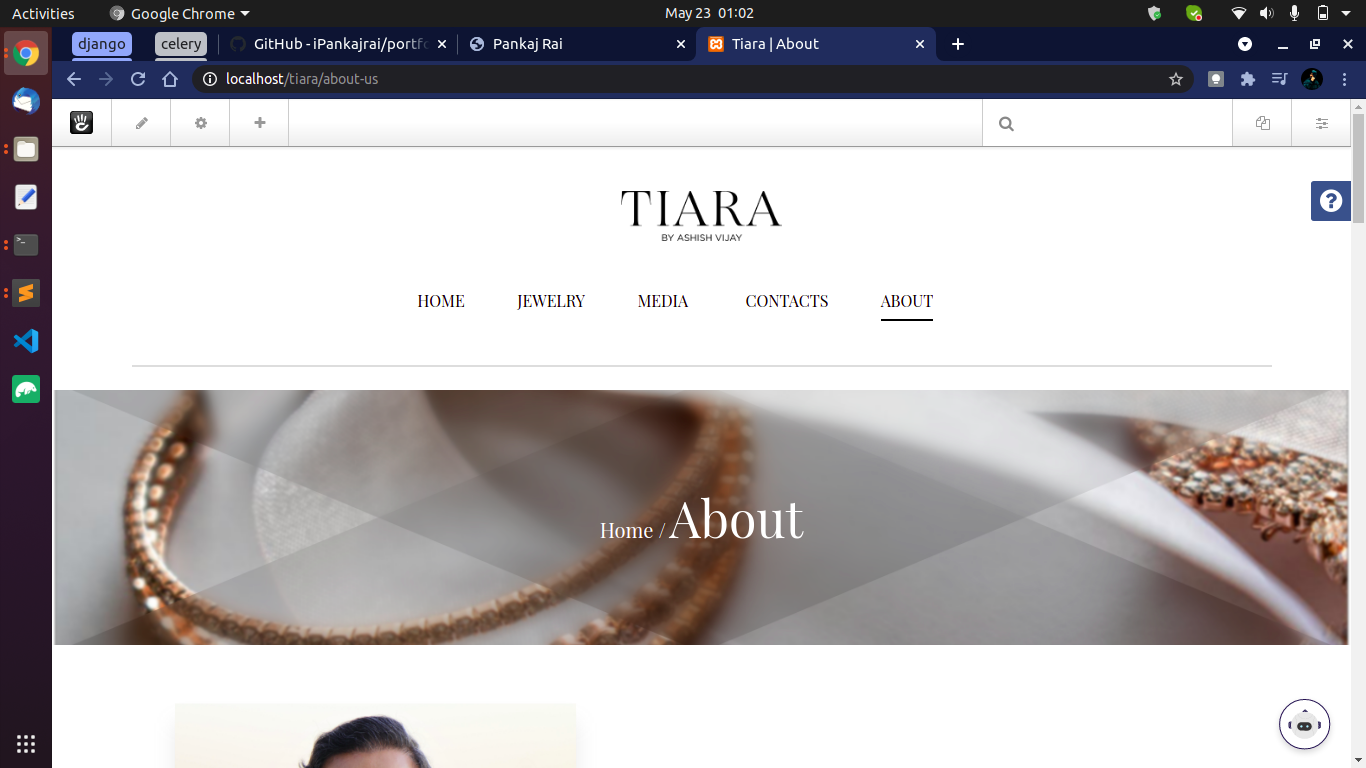 Activities
Google Chrome
May 23 01:02
django
celery
GitHub - iPankajrai/portfo
Pankaj Rai
Tiara | About
localhost/tiara/about-us
TIARA
BY ASHISH VIJAY
HOME
JEWELRY
MEDIA
CONTACTS
ABOUT
Home / About